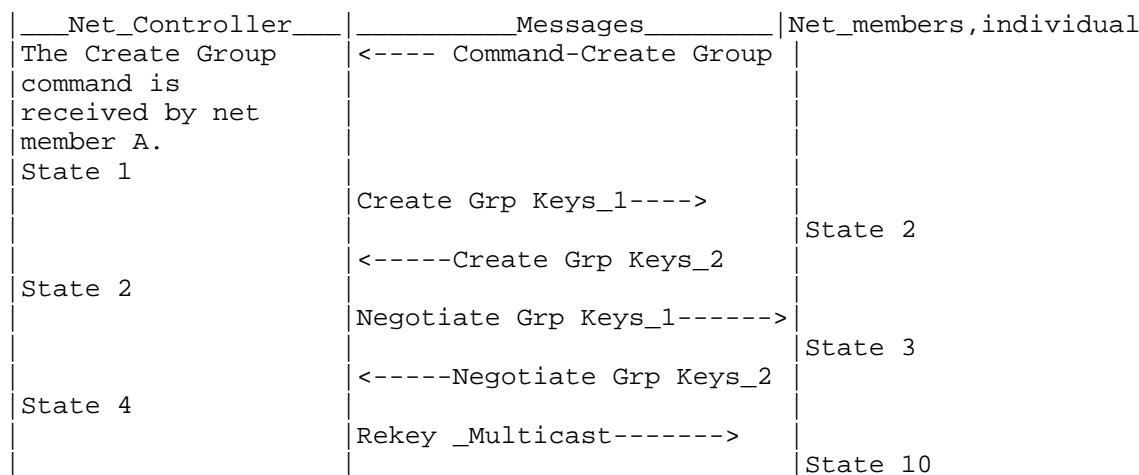 |___Net_Controller___|__________Messages________|Net_members,individual
|The Create Group    |<---- Command-Create Group |
|command is          |                           |
|received by net     |                           |
|member A.           |                           |
|State 1             |                           |
|                    |Create Grp Keys_1---->     |
|                    |                           |State 2
|                    |<-----Create Grp Keys_2    |
|State 2             |                           |
|                    |Negotiate Grp Keys_1------>|
|                    |                           |State 3
|                    |<-----Negotiate Grp Keys_2 |
|State 4             |                           |
|                    |Rekey _Multicast------->   |
|                    |                           |State 10